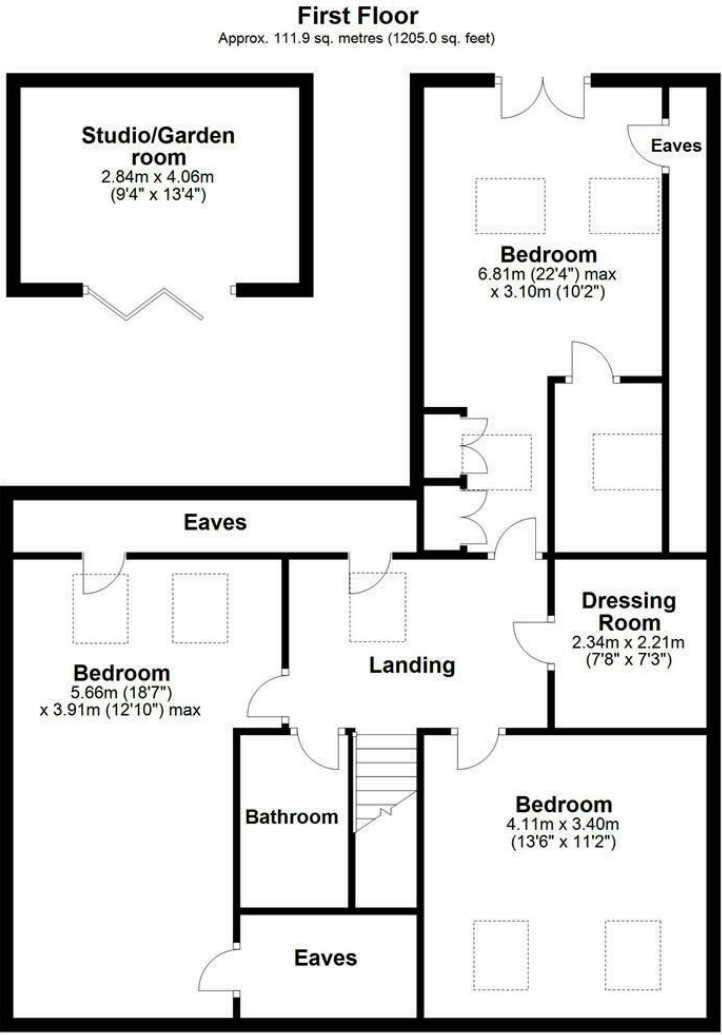 First Floor
Approx. 111.9 sq. metres (1205.0 sq. feet)
Studio/Garden
room
2.84m x 4.06m
(9'4" x 13'4")
Eaves
Bedroom
6.81m (22'4") max
x 3.10m (10'2")
Eaves
Dressing
Room
2.34m x 2.21m
(7'8" x 7'3")
Landing
Bedroom
5.66m (18'7")
x 3.91m (12'10") max
Bathroom
Bedroom
4.11m x 3.40m
(13'6" x 11'2")
Eaves